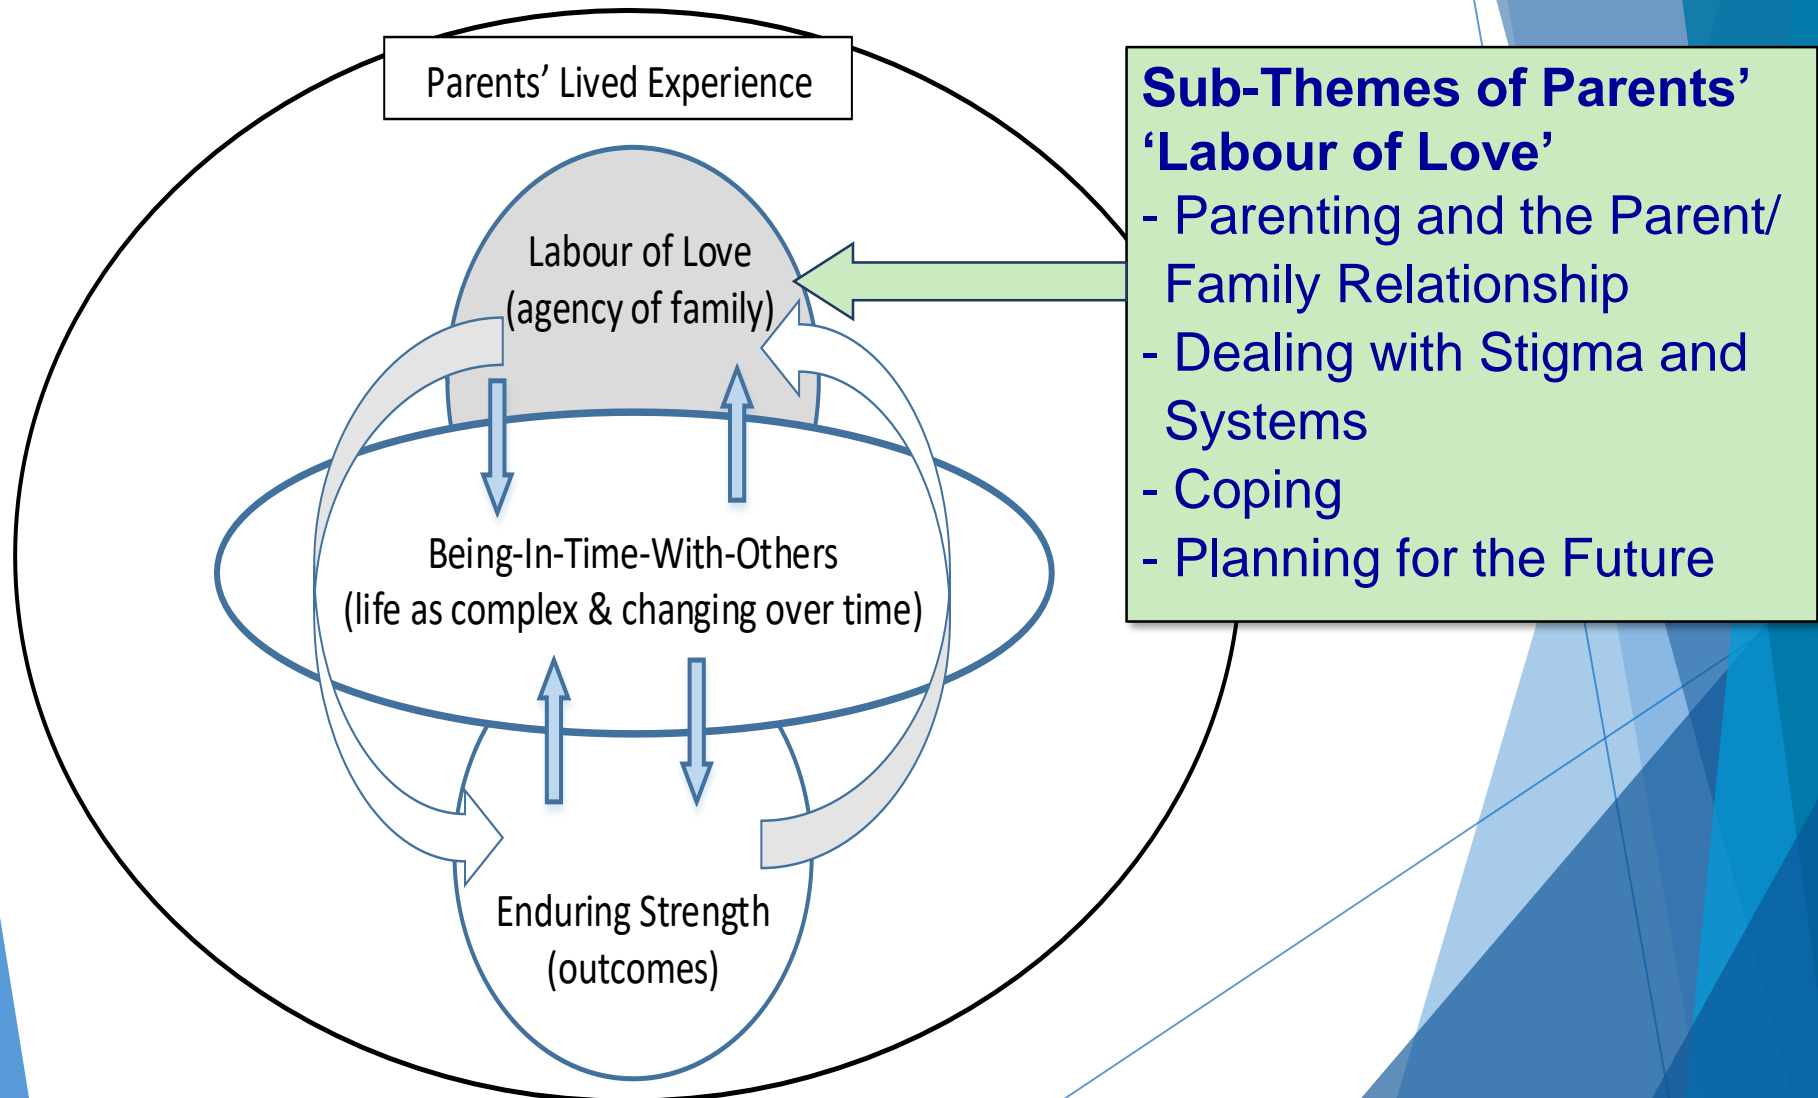 Parents’ Lived Experience
Labour of Love
(agency of family)
Being-In-Time-With-Others
(life as complex & changing over time)
Enduring Strength
(outcomes)
Sub-Themes of Parents’
‘Labour of Love’
- Parenting and the Parent/
Family Relationship
- Dealing with Stigma and
Systems
- Coping
- Planning for the Future